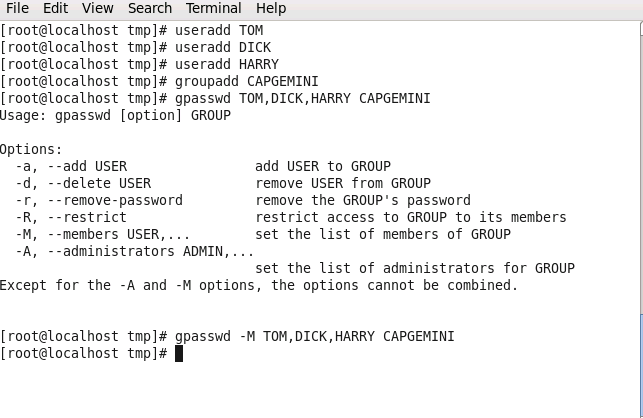 File Edit View Search Terminal Help
[root@localhost tmp]# useradd TOM
[root@localhost tmp]# useradd DICK
[root@localhost tmp]# useradd HARRY
[root@localhost tmp]# groupadd CAPGEMINI
[root@localhost tmp]# gpasswd TOM,DICK,HARRY CAPGEMINI
Usage: gpasswd [option] GROUP

Options:
  -a, --add USER                add USER to GROUP
  -d, --delete USER             remove USER from GROUP
  -r, --remove-password         remove the GROUP's password
  -R, --restrict                restrict access to GROUP to its members
  -M, --members USER,...        set the list of members of GROUP
  -A, --administrators ADMIN,...
                                set the list of administrators for GROUP
Except for the -A and -M options, the options cannot be combined.

[root@localhost tmp]# gpasswd -M TOM,DICK,HARRY CAPGEMINI
[root@localhost tmp]#